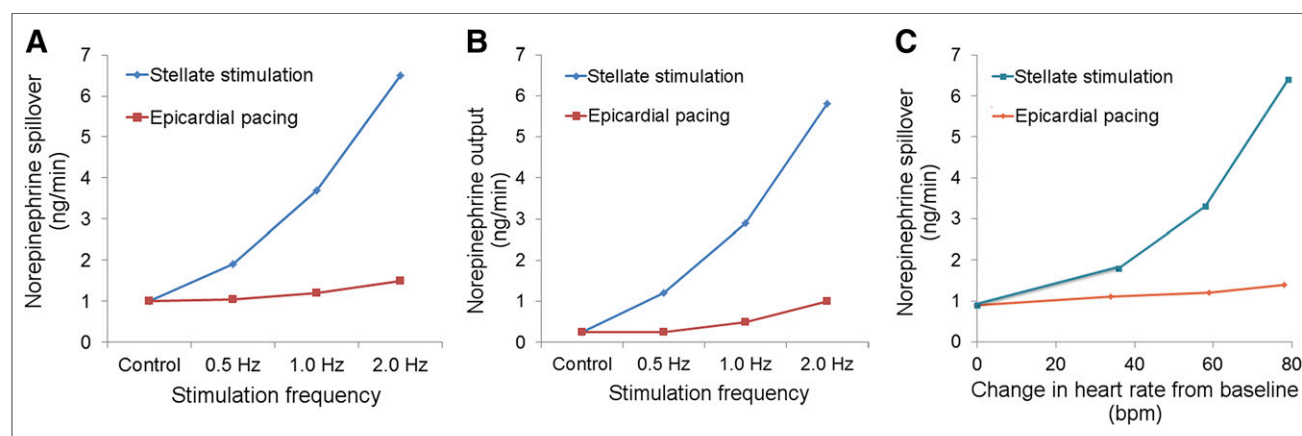 A
Norepinephrine spillover
(ng/min)
7
6
5
4
3
2
1
0
Stellate stimulation
Epicardial pacing
Control 0.5 Hz 1.0 Hz 2.0 Hz
Stimulation frequency
B
Norepinephrine output
(ng/min)
7
6
5
4
3
2
1
0
Stellate stimulation
Epicardial pacing
Control 0.5 Hz 1.0 Hz 2.0 Hz
Stimulation frequency
C
Norepinephrine spillover
(ng/min)
7
6
5
4
3
2
1
0
Stellate stimulation
Epicardial pacing
0 20 40 60 80
Change in heart rate from baseline
(bpm)